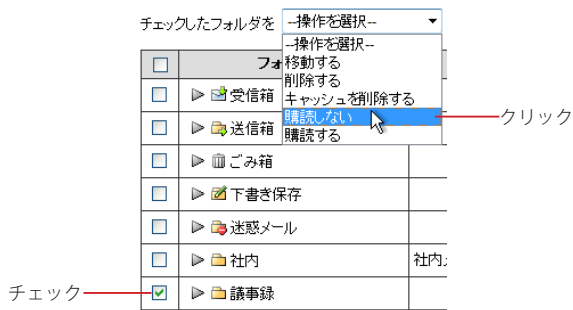 チェックしたフォルダを --操作を選択--
--操作を選択--
移動する
削除する
キャッシュを削除する
購読しない
購読する
クリック
フォ
受信箱
送信箱
ごみ箱
下書き保存
迷惑メール
社内 社内
チェック
議事録